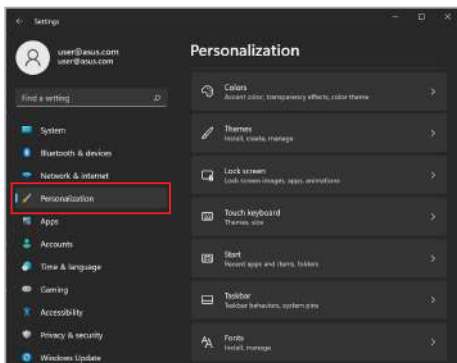 Settings
user@asus.com
user@asus.com
Find a setting
System
Bluetooth & devices
Network & internet
Personalization
Apps
Accounts
Time & language
Gaming
Accessibility
Privacy & security
Windows Update
Personalization
Colors
Accent color, transparency effects, color theme
Themes
Install, create, manage
Lock screen
Lock screen images, apps, animations
Touch keyboard
Themes, size
Start
Recent apps and items, folders
Taskbar
Taskbar behaviors, system pins
Fonts
Install, manage